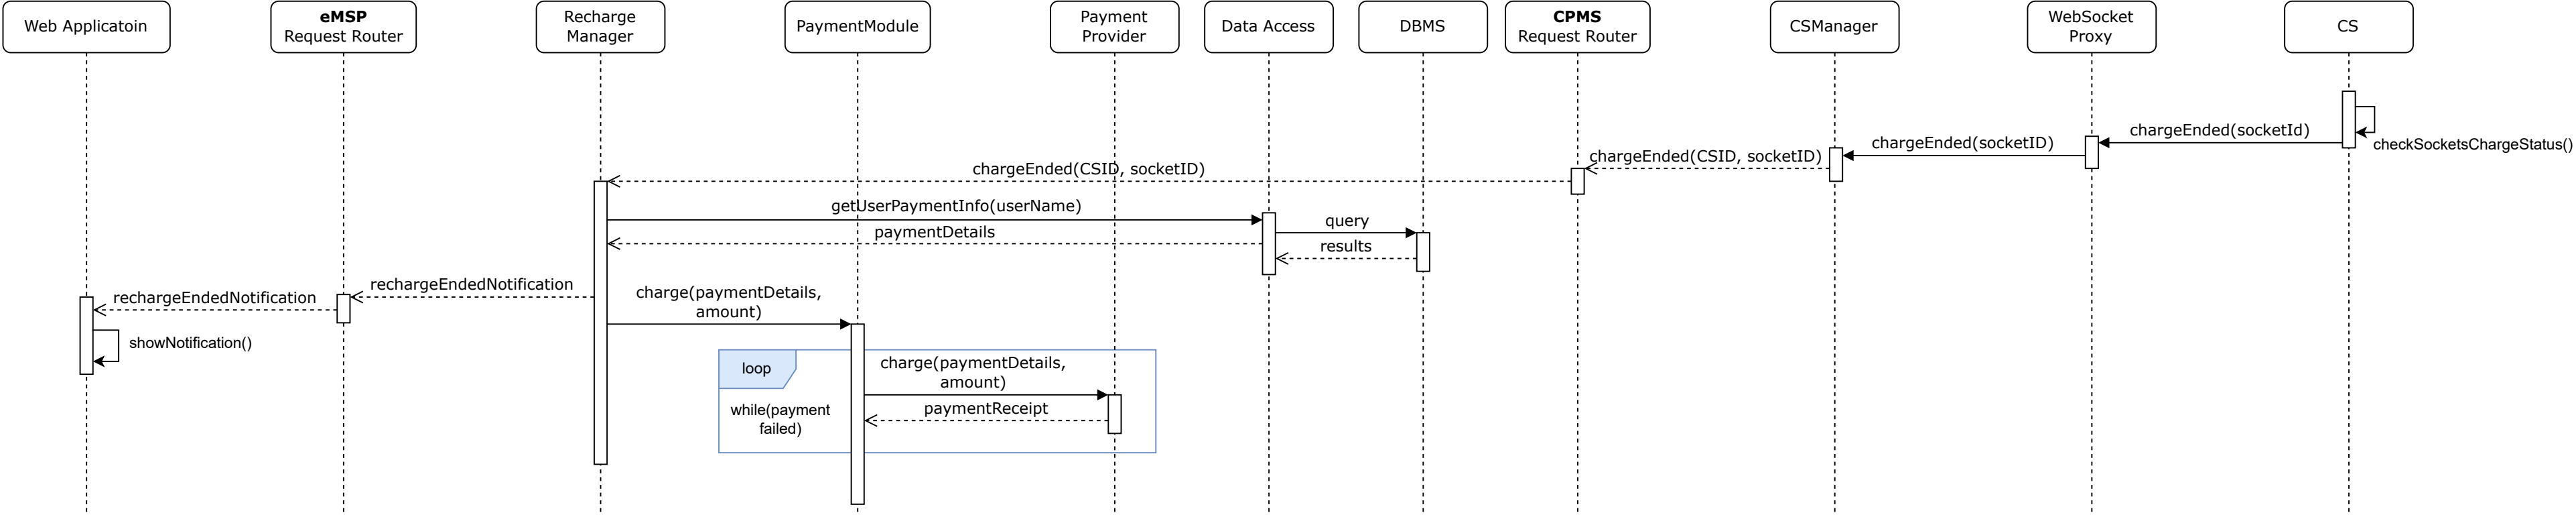 Web Applicatoin
eMSP
Request Router
Recharge
Manager
PaymentModule
Payment
Provider
Data Access
DBMS
CPMS
Request Router
CSManager
WebSocket
Proxy
CS
checkSocketsChargeStatus()
chargeEnded(socketId)
chargeEnded(socketID)
chargeEnded(CSID, socketID)
chargeEnded(CSID, socketID)
getUserPaymentInfo(userName)
query
results
paymentDetails
rechargeEndedNotification
rechargeEndedNotification
showNotification()
charge(paymentDetails,
amount)
loop
while(payment
failed)
charge(paymentDetails,
amount)
paymentReceipt